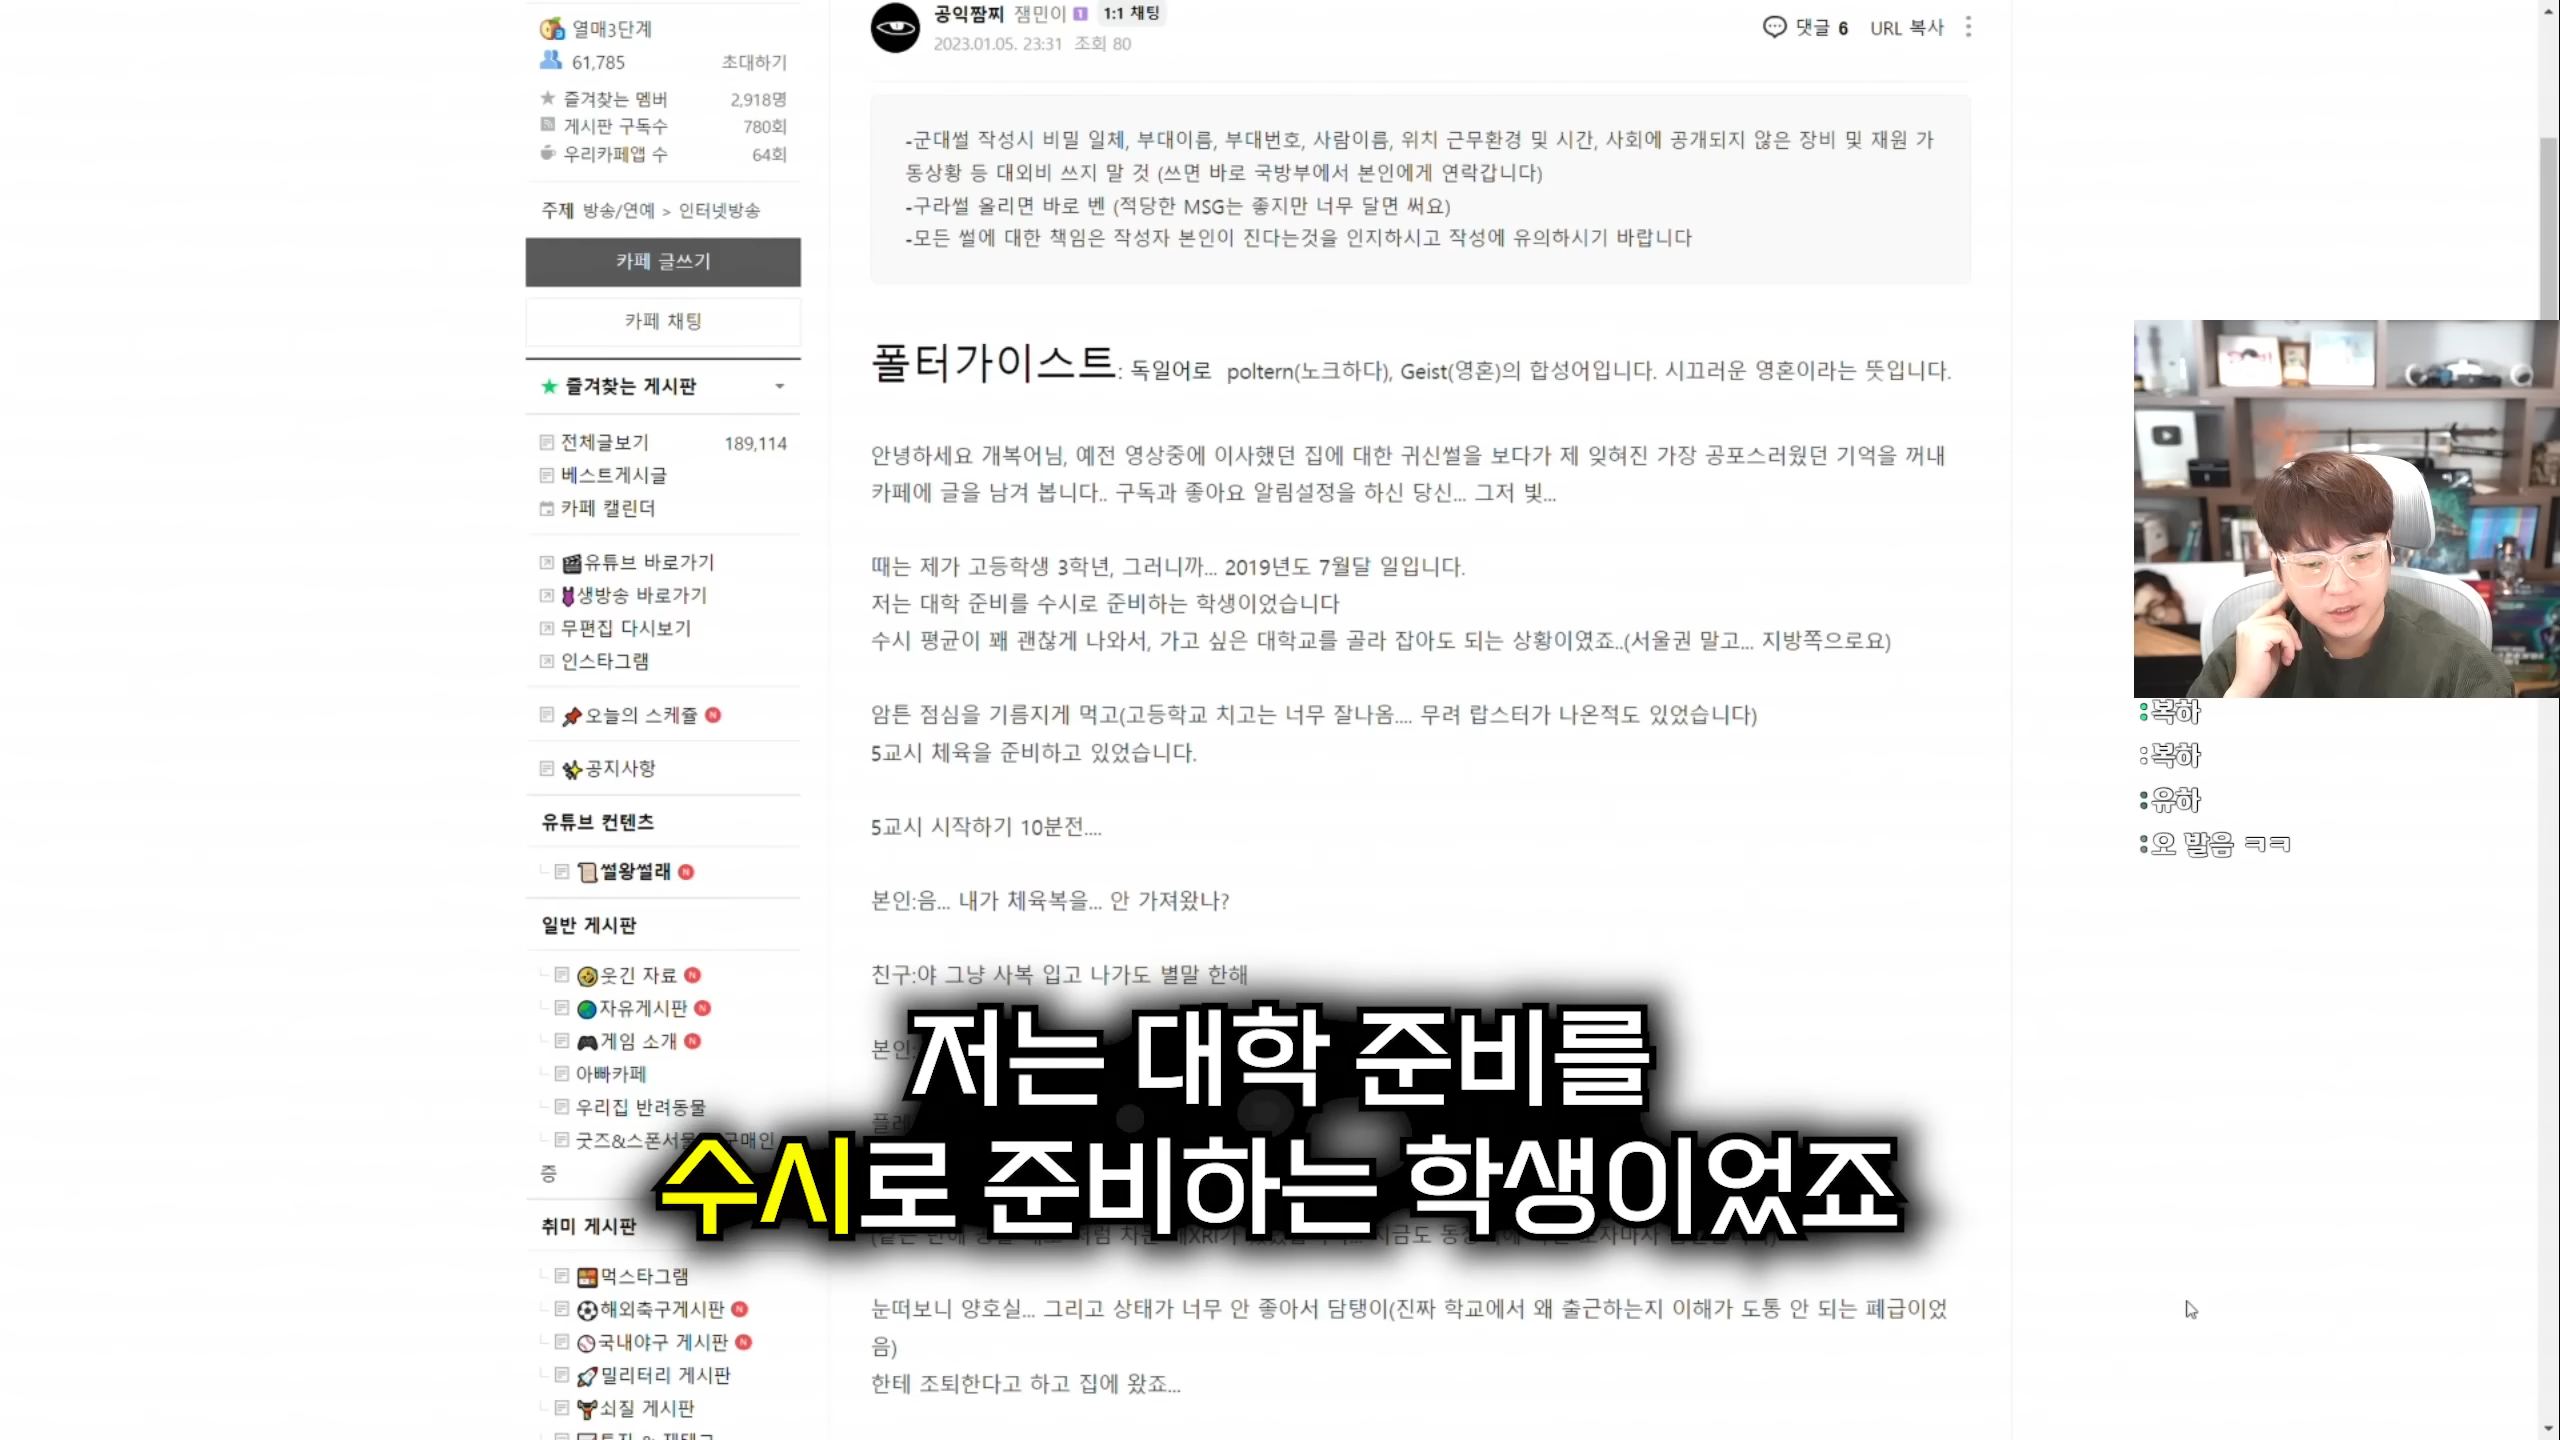 열매3단계
61,785 초대하기
즐겨찾는 멤버 2,918명
게시판 구독수 780회
우리카페앱 수 64회
주제 방송/연예 > 인터넷방송
카페 글쓰기
카페 채팅
즐겨찾는 게시판
전체글보기 189,114
베스트게시글
카페 캘린더
유튜브 바로가기
생방송 바로가기
무편집 다시보기
인스타그램
오늘의 스케쥴 N
공지사항
유튜브 컨텐츠
썰왕썰래 N
일반 게시판
웃긴 자료 N
자유게시판 N
게임 소개 N
아빠카페
우리집 반려동물
굿즈&스폰서물 구매인
증
취미 게시판
먹스타그램
해외축구게시판 N
국내야구 게시판 N
밀리터리 게시판
쇠질 게시판
공익짬찌 잼민이 1 1:1 채팅
2023.01.05. 23:31 조회 80
댓글 6 URL 복사
-군대썰 작성시 비밀 일체, 부대이름, 부대번호, 사람이름, 위치 근무환경 및 시간, 사회에 공개되지 않은 장비 및 재원 가
동상황 등 대외비 쓰지 말 것 (쓰면 바로 국방부에서 본인에게 연락갑니다)
-구라썰 올리면 바로 벤 (적당한 MSG는 좋지만 너무 달면 써요)
-모든 썰에 대한 책임은 작성자 본인이 진다는것을 인지하시고 작성에 유의하시기 바랍니다
폴터가이스트: 독일어로 poltern(노크하다), Geist(영혼)의 합성어입니다. 시끄러운 영혼이라는 뜻입니다.
안녕하세요 개복어님, 예전 영상중에 이사했던 집에 대한 귀신썰을 보다가 제 잊혀진 가장 공포스러웠던 기억을 꺼내
카페에 글을 남겨 봅니다.. 구독과 좋아요 알림설정을 하신 당신... 그저 빛...
때는 제가 고등학생 3학년, 그러니까... 2019년도 7월달 일입니다.
저는 대학 준비를 수시로 준비하는 학생이었습니다
수시 평균이 꽤 괜찮게 나와서, 가고 싶은 대학교를 골라 잡아도 되는 상황이였죠..(서울권 말고... 지방쪽으로요)
암튼 점심을 기름지게 먹고(고등학교 치고는 너무 잘나옴.... 무려 랍스터가 나온적도 있었습니다)
5교시 체육을 준비하고 있었습니다.
5교시 시작하기 10분전....
본인:음... 내가 체육복을... 안 가져왔나?
친구:야 그냥 사복 입고 나가도 별말 한해
본인:
저는 대학 준비를
수시로 준비하는 학생이었죠
눈떠보니 양호실... 그리고 상태가 너무 안 좋아서 담탱이(진짜 학교에서 왜 출근하는지 이해가 도통 안 되는 폐급이었
음)
한테 조퇴한다고 하고 집에 왔죠...
:복하
:복하
:유하
:오 발음 ㅋㅋ